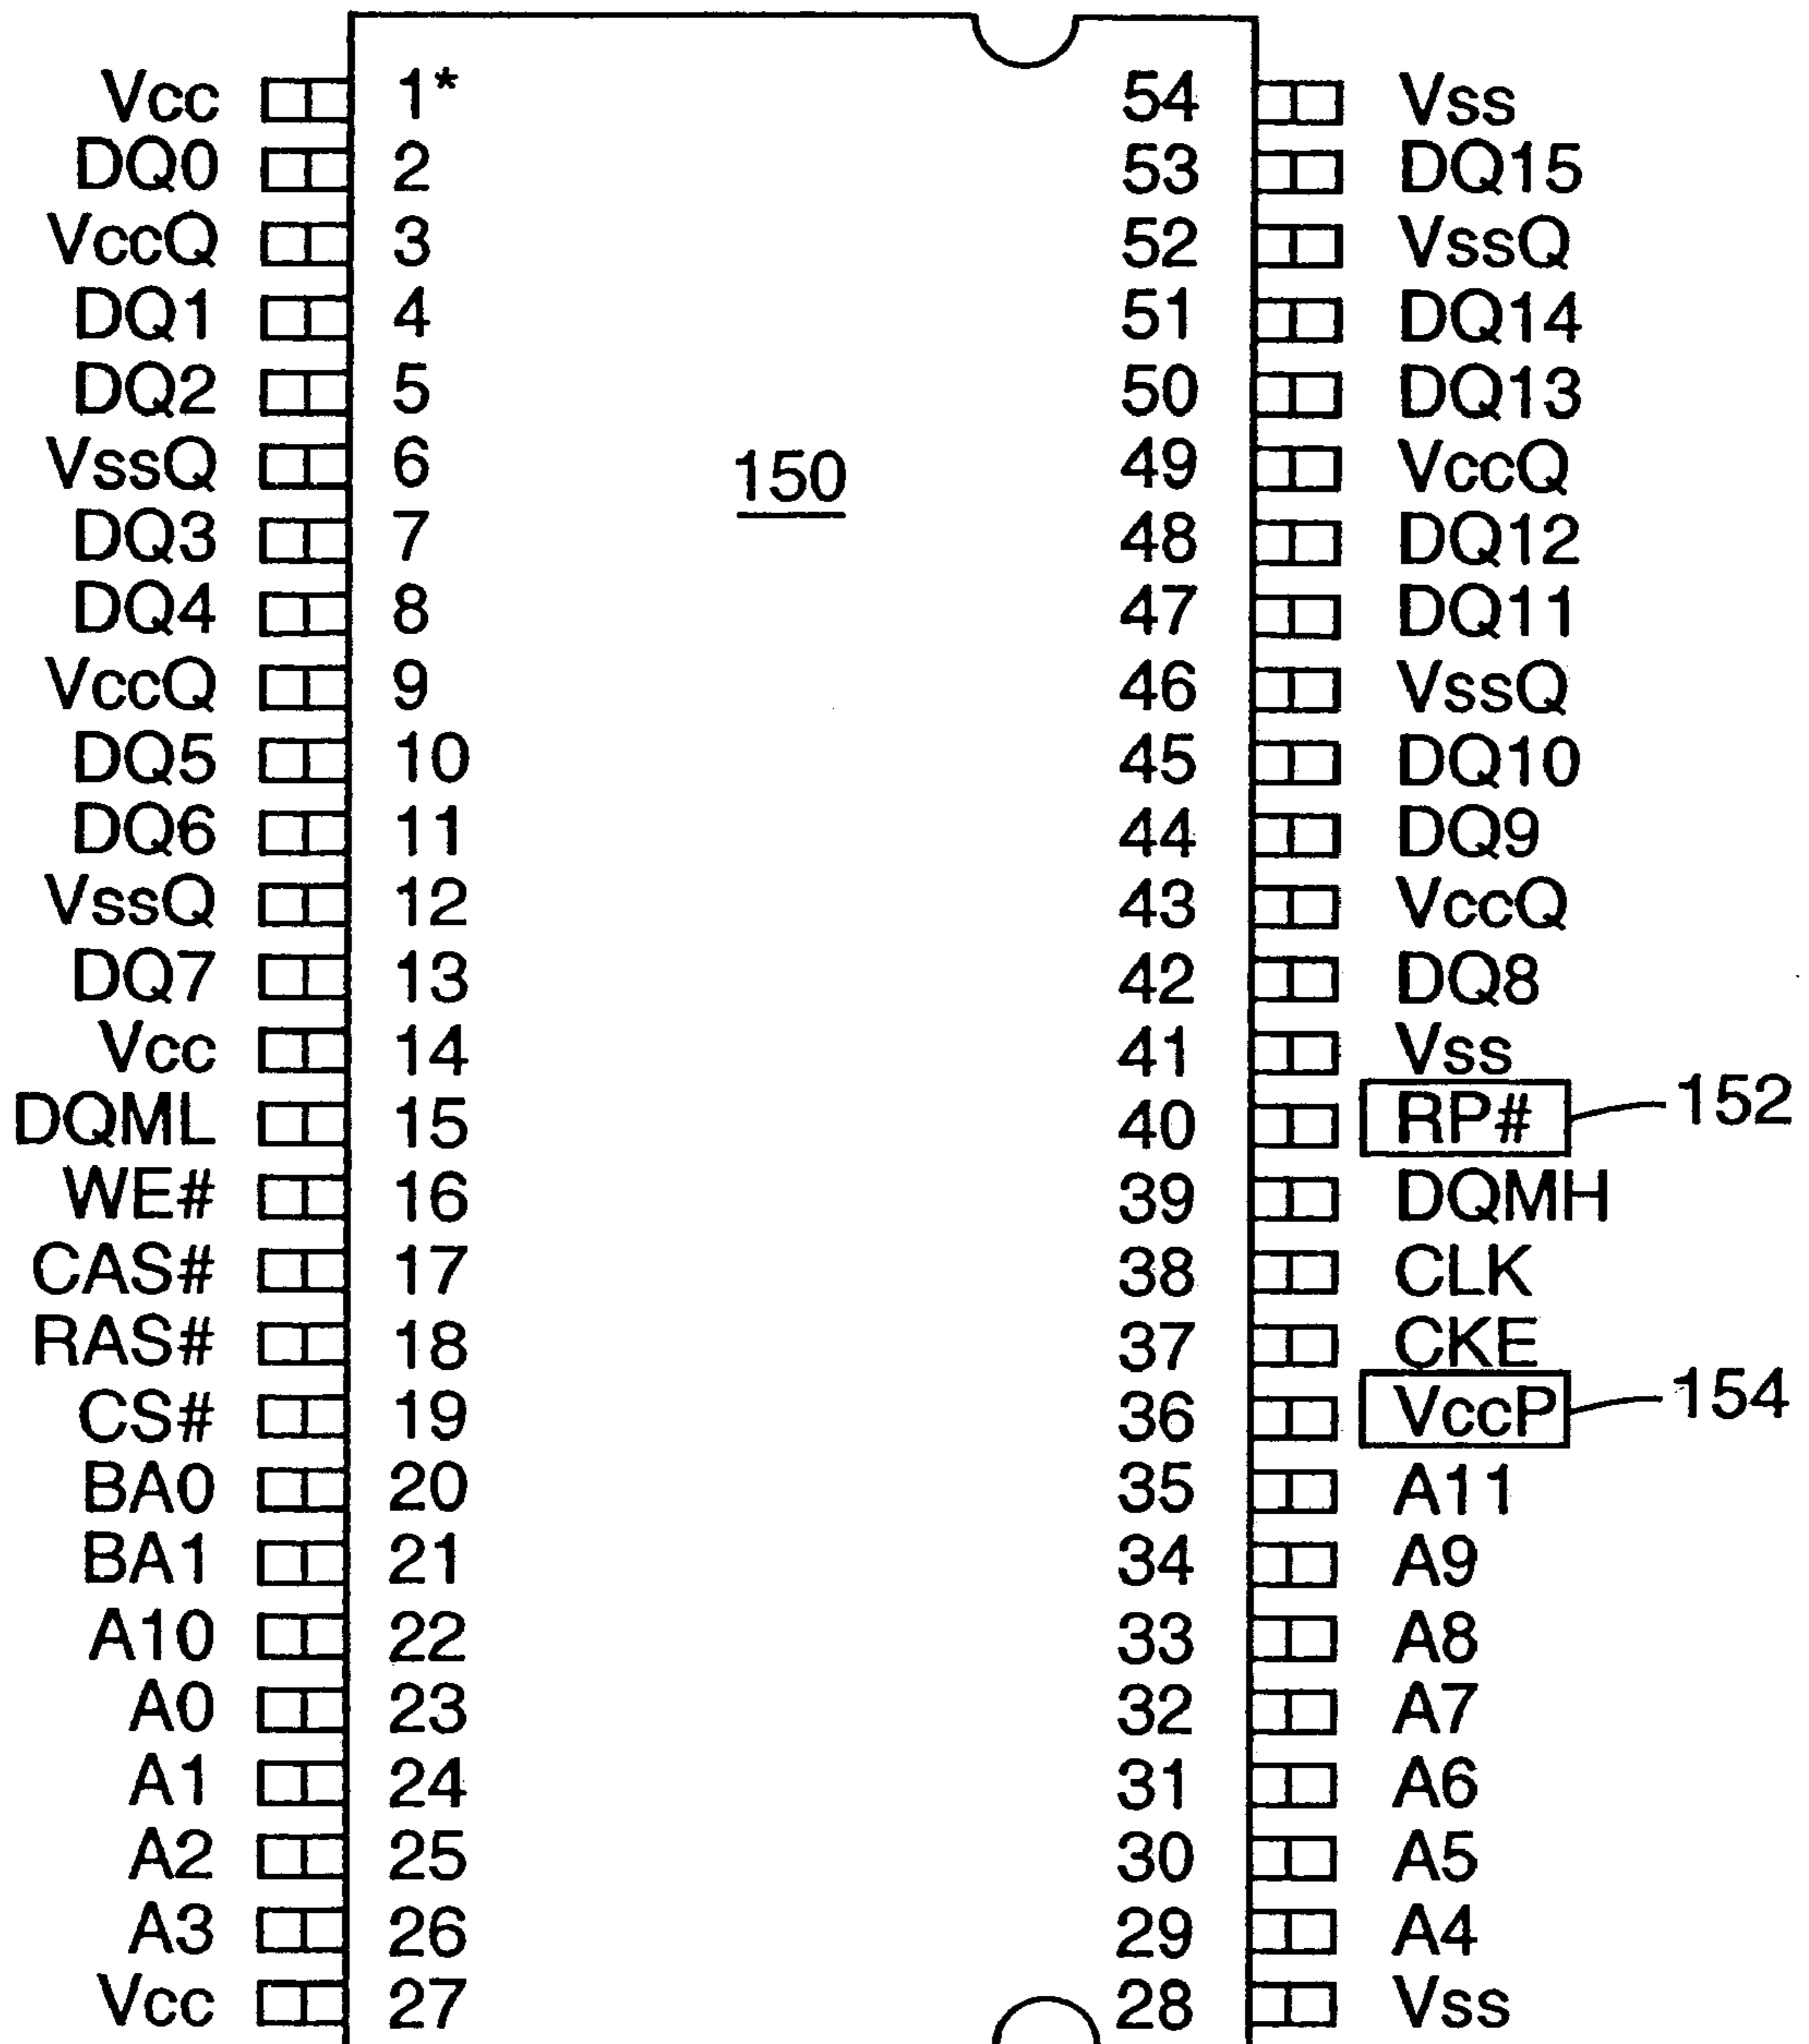 Vcc 1* 54 Vss
DQ0 2 53 DQ15
VccQ 3 52 VssQ
DQ1 4 51 DQ14
DQ2 5 50 DQ13
VssQ 6 150 49 VccQ
DQ3 7 48 DQ12
DQ4 8 47 DQ11
VccQ 9 46 VssQ
DQ5 10 45 DQ10
DQ6 11 44 DQ9
VssQ 12 43 VccQ
DQ7 13 42 DQ8
Vcc 14 41 Vss
DQML 15 40 RP# 152
WE# 16 39 DQMH
CAS# 17 38 CLK
RAS# 18 37 CKE
CS# 19 36 VccP 154
BA0 20 35 A11
BA1 21 34 A9
A10 22 33 A8
A0 23 32 A7
A1 24 31 A6
A2 25 30 A5
A3 26 29 A4
Vcc 27 28 Vss